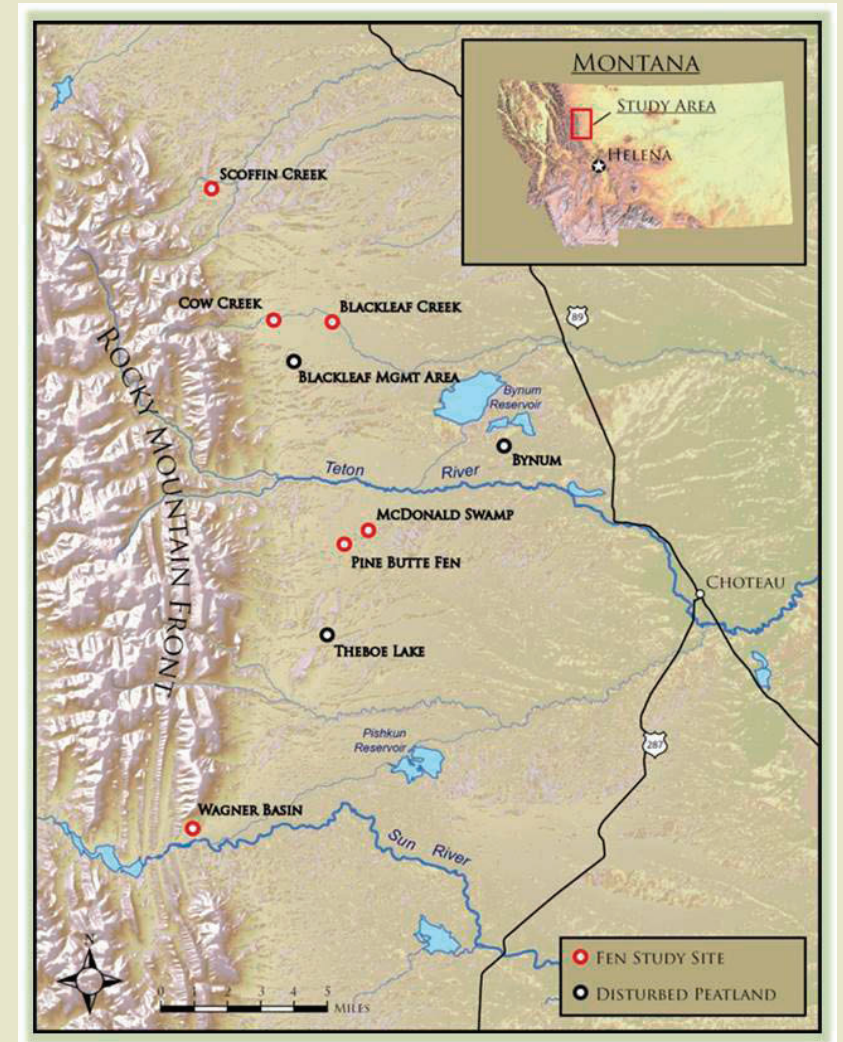 MONTANA
STUDY AREA
HELENA
SCOFFIN CREEK
COW CREEK
BLACKLEAF CREEK
89
BLACKLEAF MGMT AREA
Bynum
Reservoir
BYNUM
ROCKY MOUNTAIN FRONT
Teton River
MCDONALD SWAMP
PINE BUTTE FEN
CHOTEAU
THEBOE LAKE
Pishkun
Reservoir
287
WAGNER BASIN
Sun River
N
0 1 2 3 4 5
MILES
FEN STUDY SITE
DISTURBED PEATLAND